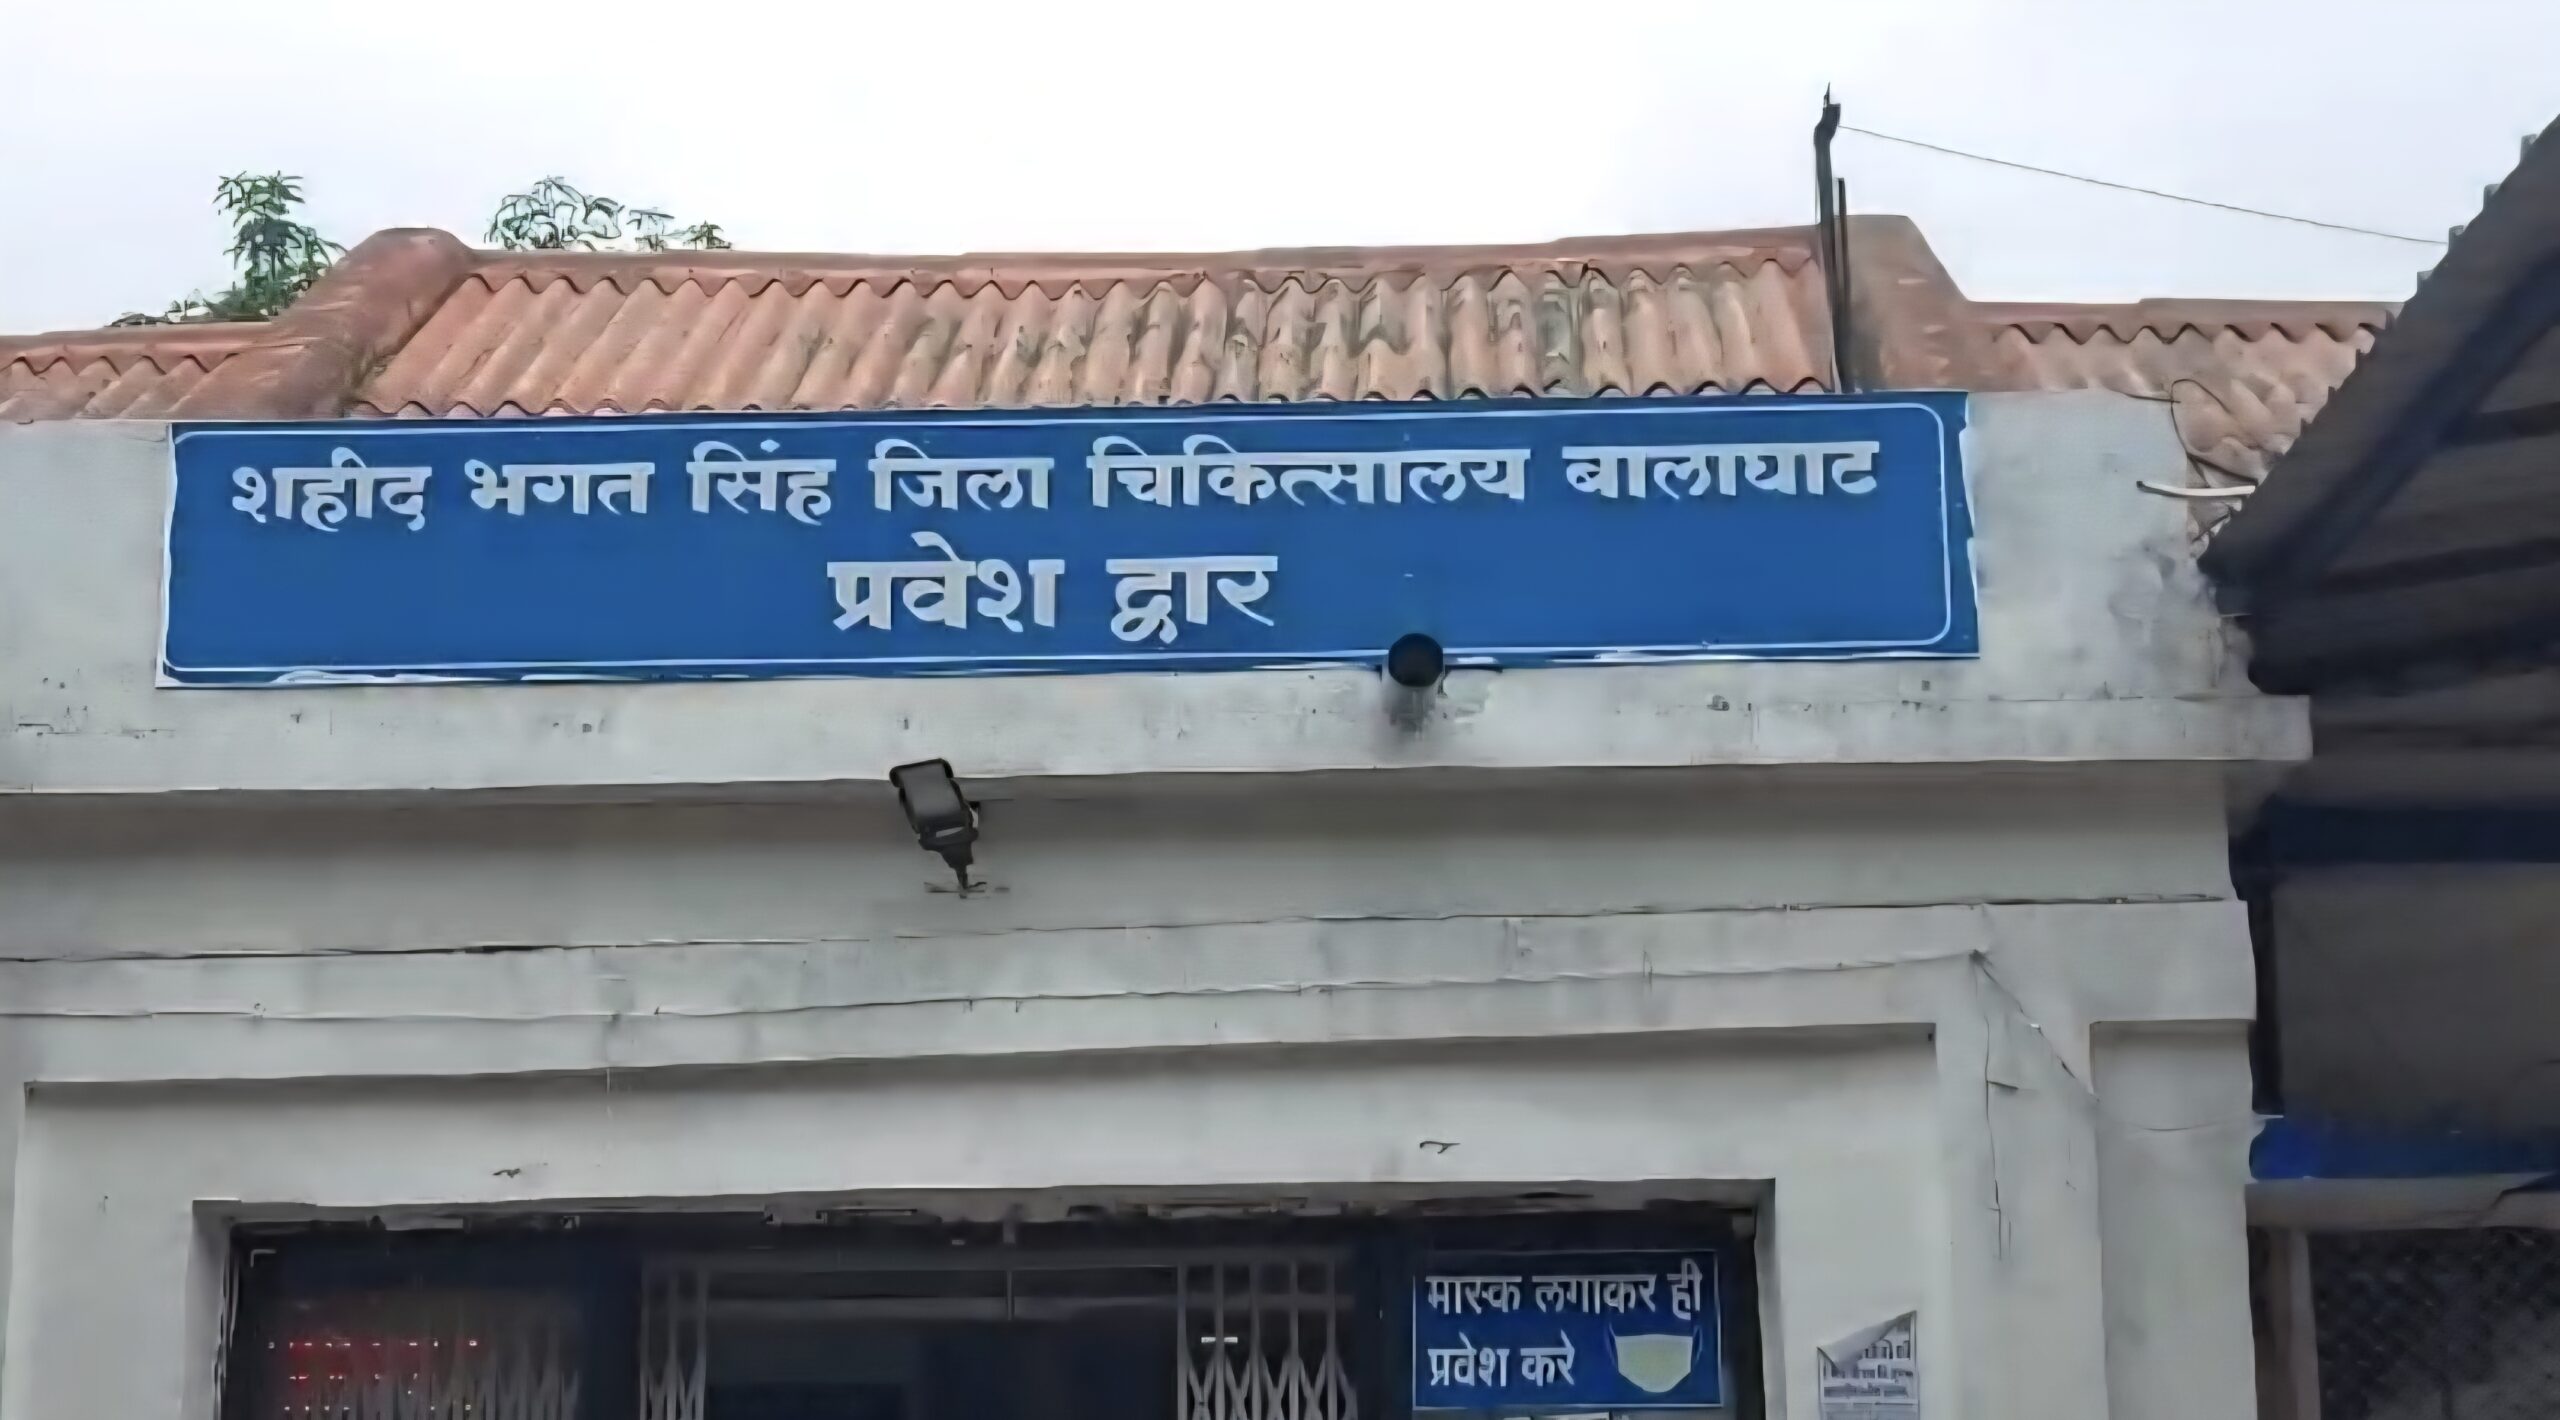 शहीद भगत सिंह जिला चिकित्सालय बालाघाट
प्रवेश द्वार
मास्क लगाकर ही
प्रवेश करे